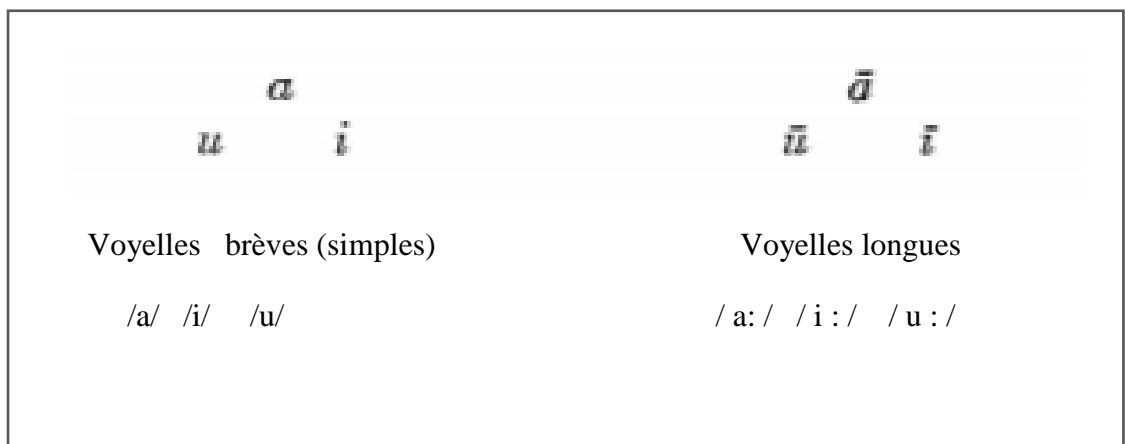 a ā
u i ū ī
Voyelles brèves (simples) Voyelles longues
/a/ /i/ /u/ / a: / / i : / / u : /